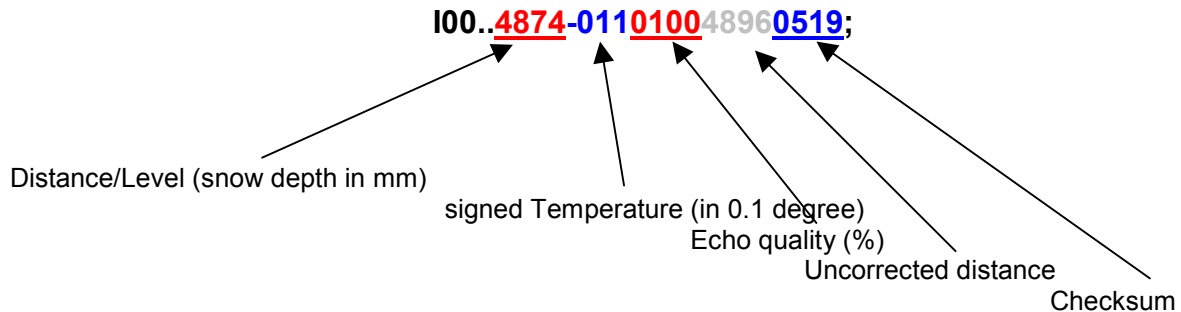 I00..4874-011010048960519;
Distance/Level (snow depth in mm)
signed Temperature (in 0.1 degree)
Echo quality (%)
Uncorrected distance
Checksum